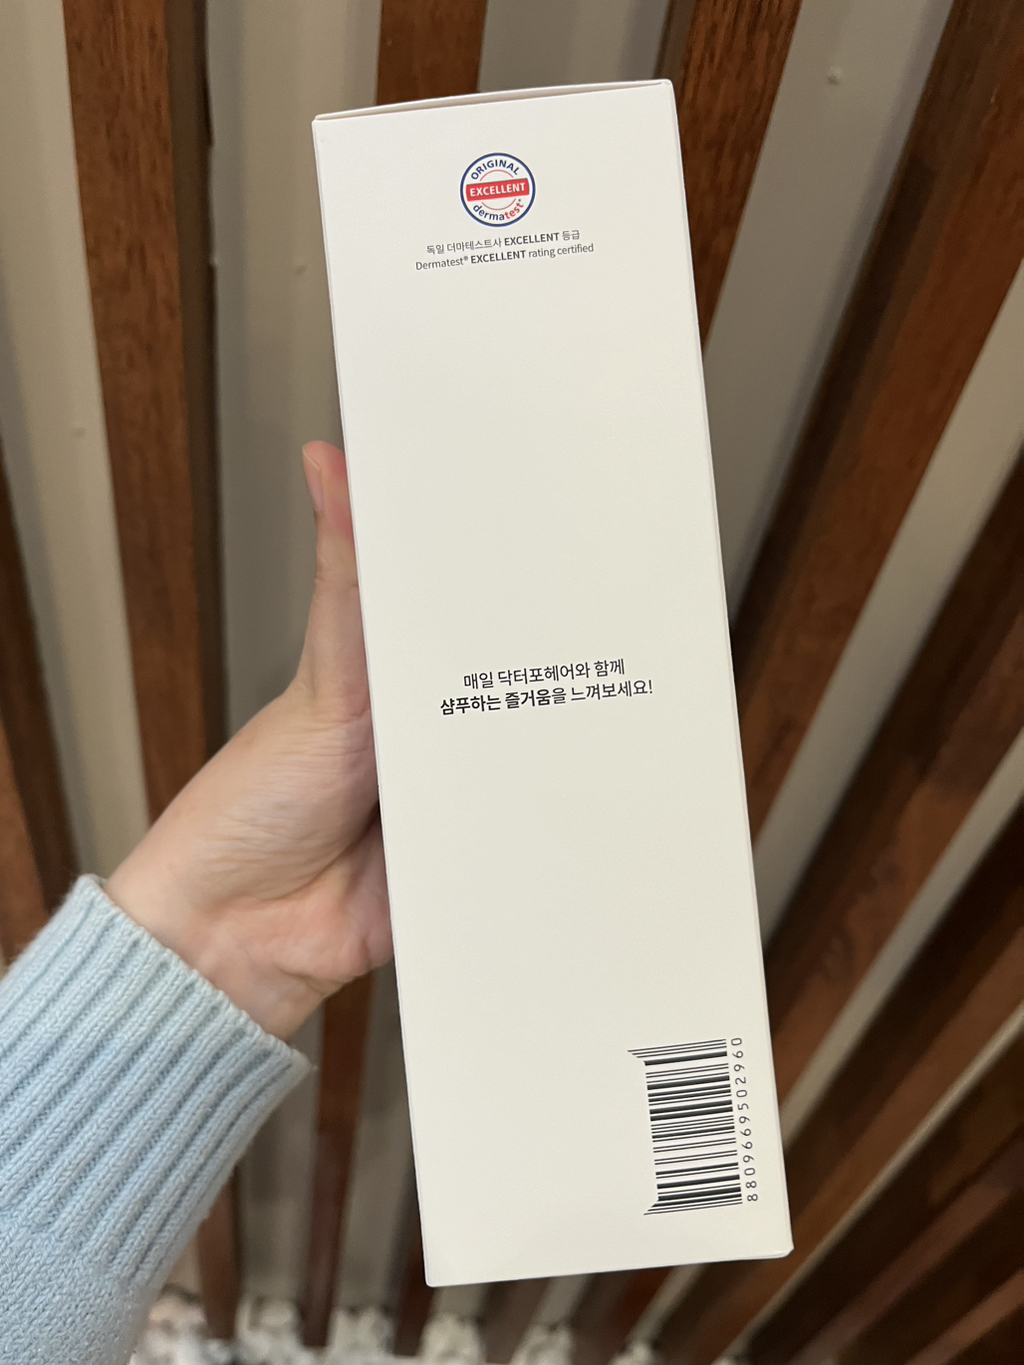 ORIGINAL
EXCELLENT
dermatest®
독일 더마테스트사 EXCELLENT 등급
Dermatest® EXCELLENT rating certified
매일 닥터포헤어와 함께
샴푸하는 즐거움을 느껴보세요!
8809669502960